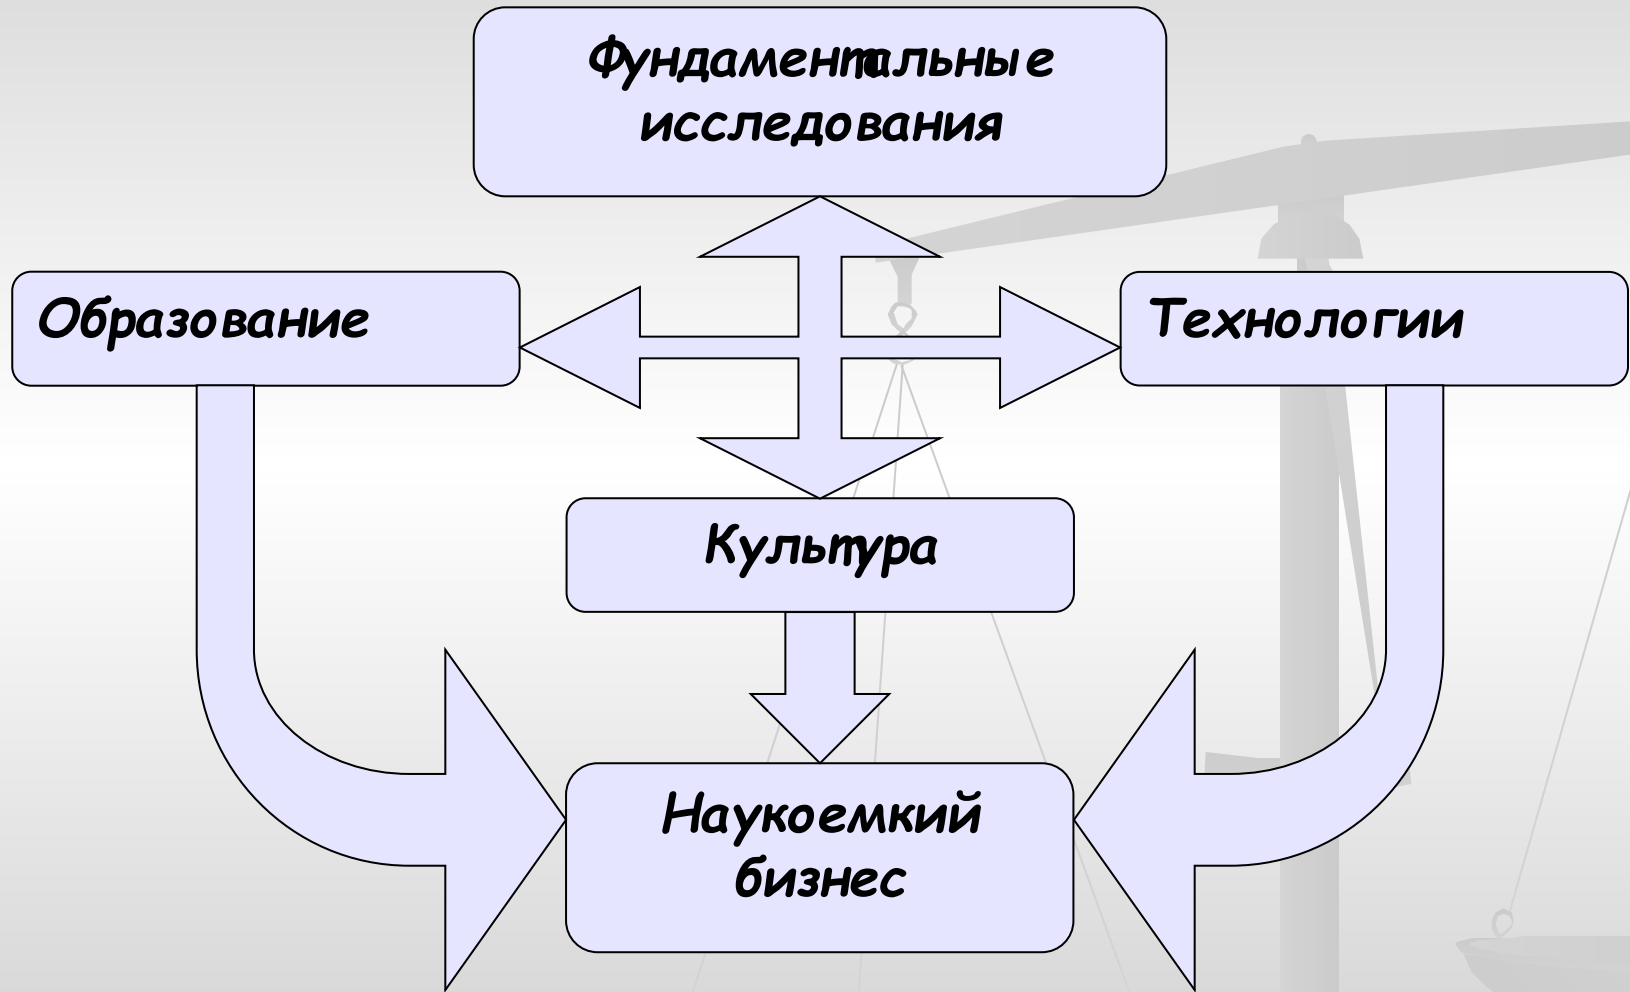 Фундаментальные
исследования
Образование
Технологии
Культура
Наукоемкий
бизнес